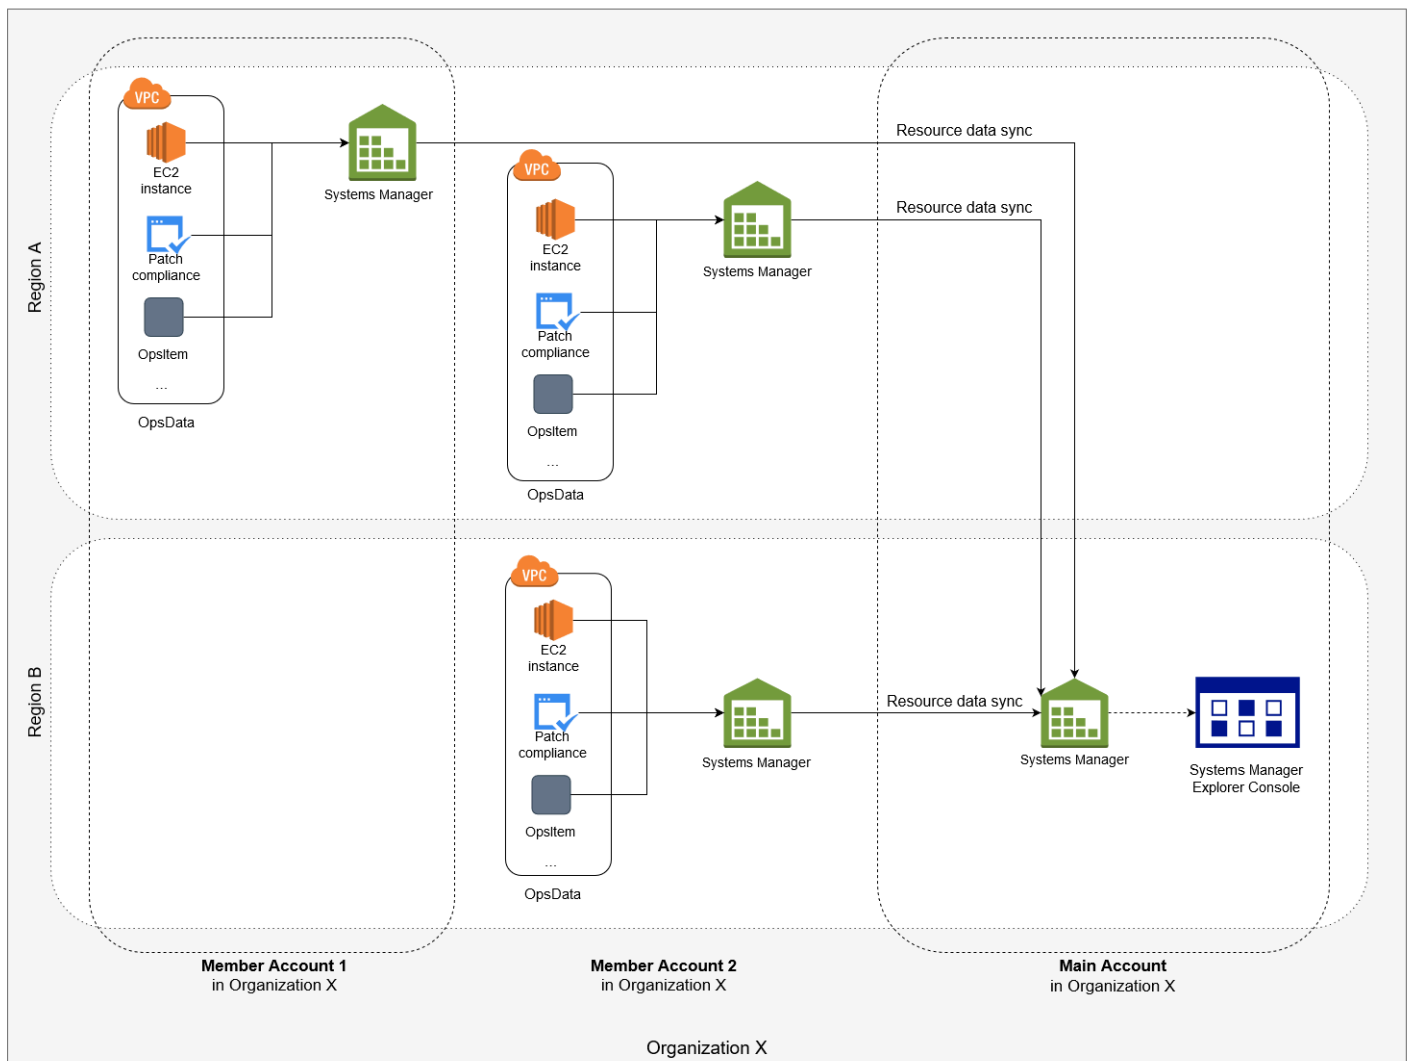 VPC
EC2
instance
Patch
compliance
OpsItem
...
OpsData
Systems Manager
Resource data sync
VPC
EC2
instance
Patch
compliance
OpsItem
...
OpsData
Systems Manager
Resource data sync
Region A
VPC
EC2
instance
Patch
compliance
OpsItem
...
OpsData
Systems Manager
Resource data sync
Systems Manager
Systems Manager
Explorer Console
Region B
Member Account 1
in Organization X
Member Account 2
in Organization X
Main Account
in Organization X
Organization X